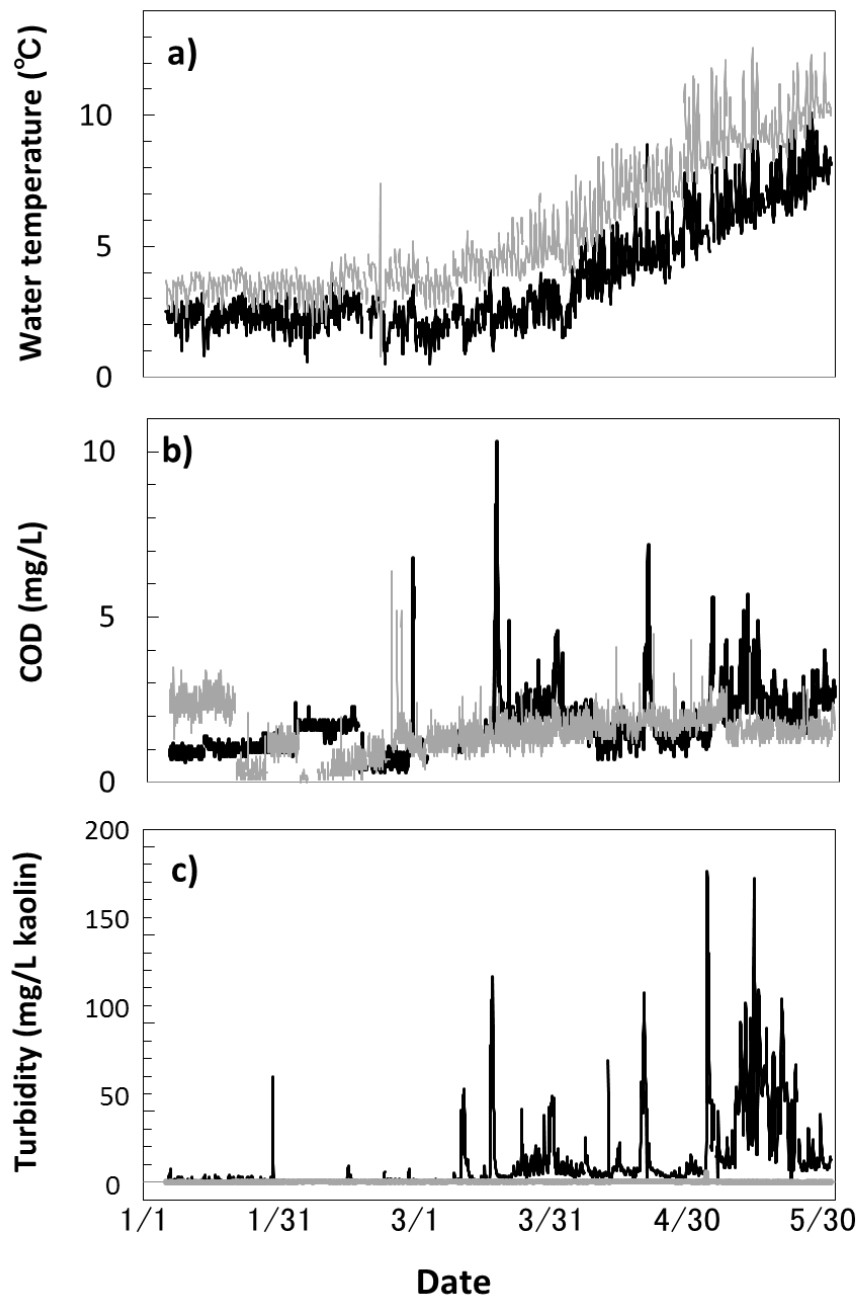 a)
Water temperature (℃)
10
5
0
b)
COD (mg/L)
10
5
0
c)
Turbidity (mg/L kaolin)
200
150
100
50
0
1/1 1/31 3/1 3/31 4/30 5/30
Date